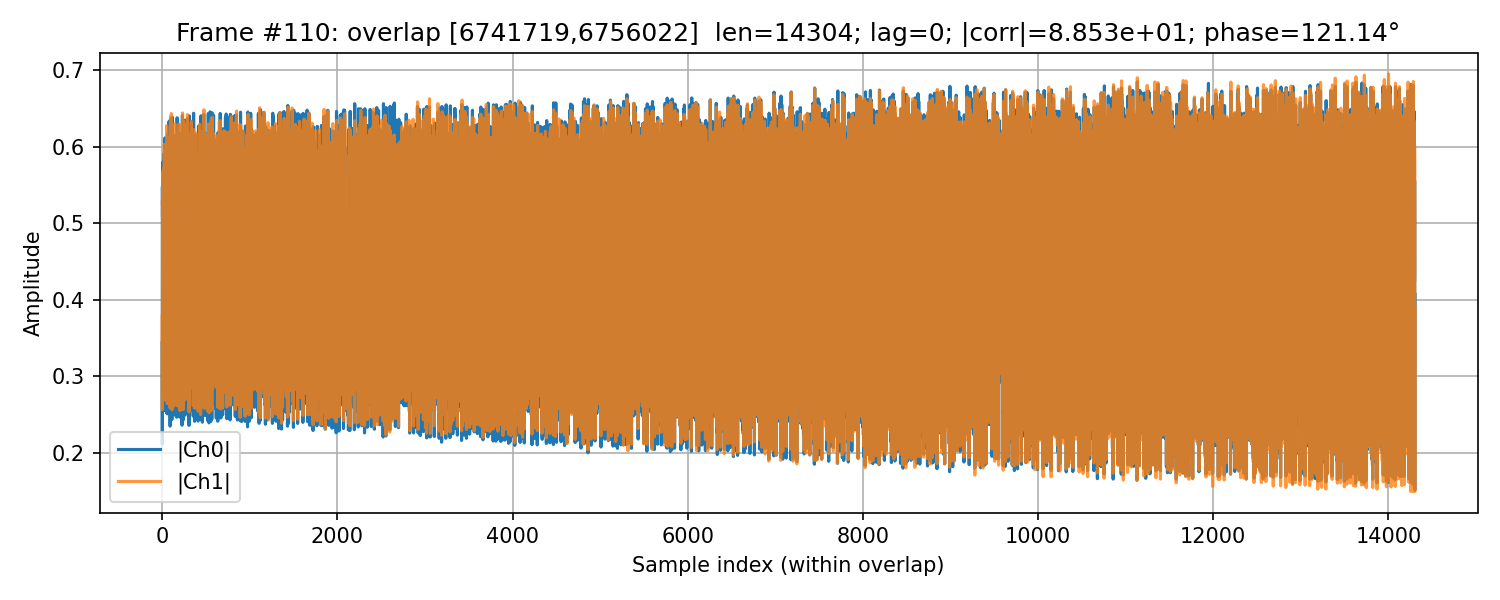 Frame #110: overlap [6741719,6756022]  len=14304; lag=0; |corr|=8.853e+01; phase=121.14°
Amplitude
0.7
0.6
0.5
0.4
0.3
0.2
|Ch0|
|Ch1|
0 2000 4000 6000 8000 10000 12000 14000
Sample index (within overlap)